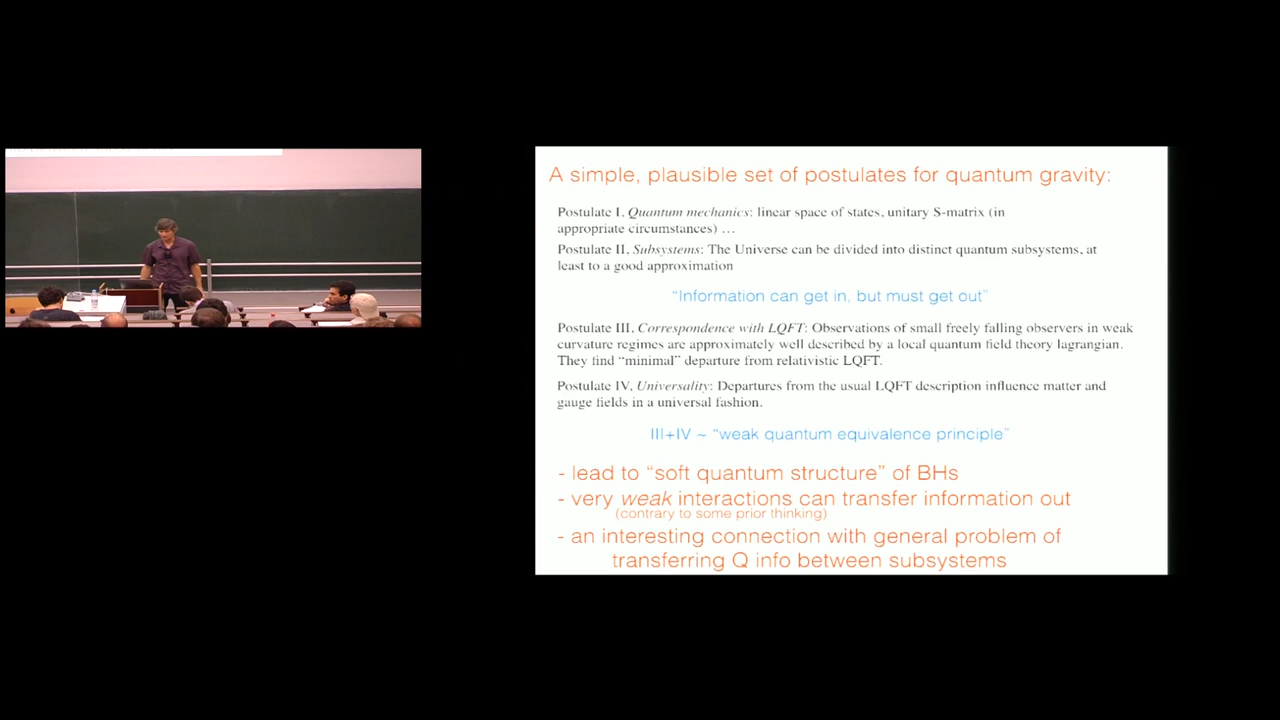 A simple, plausible set of postulates for quantum gravity:
Postulate I, Quantum mechanics: linear space of states, unitary S-matrix (in
appropriate circumstances) …
Postulate II, Subsystems: The Universe can be divided into distinct quantum subsystems, at
least to a good approximation
“Information can get in, but must get out”
Postulate III, Correspondence with LQFT: Observations of small freely falling observers in weak
curvature regimes are approximately well described by a local quantum field theory lagrangian.
They find “minimal” departure from relativistic LQFT.
Postulate IV, Universality: Departures from the usual LQFT description influence matter and
gauge fields in a universal fashion.
III+IV ~ “weak quantum equivalence principle”
- lead to “soft quantum structure” of BHs
- very weak interactions can transfer information out
(contrary to some prior thinking)
- an interesting connection with general problem of
transferring Q info between subsystems